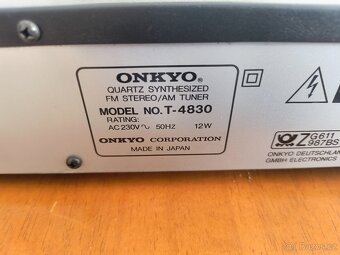 ONKYO®
QUARTZ SYNTHESIZED
FM STEREO/AM TUNER
MODEL NO. T-4830
RATING:
AC 230V ∿ 50HZ 12W
ONKYO CORPORATION
MADE IN JAPAN
Z G611
987BS
ONKYO DEUTSCHLAN
GMBH ELECTRONICS